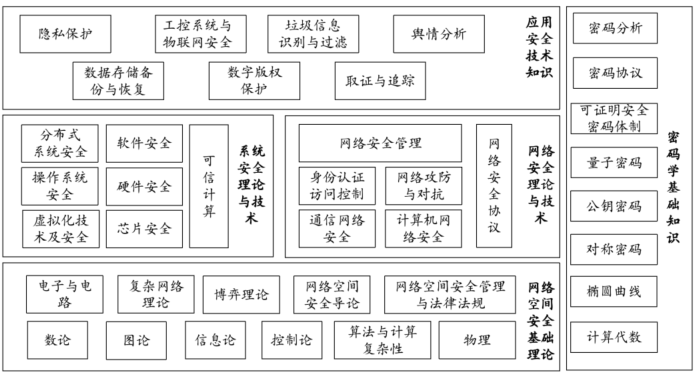 隐私保护
工控系统与
物联网安全
垃圾信息
识别与过滤
舆情分析
数据存储备
份与恢复
数字版权
保护
取证与追踪
应用
安全
技术
知识
分布式
系统安全
软件安全
操作系统
安全
硬件安全
虚拟化技
术及安全
芯片安全
可
信
计
算
系统
安全
理论
与技
术
网络安全管理
身份认证
访问控制
网络攻防
与对抗
通信网络
安全
计算机网
络安全
网
络
安
全
协
议
网络
安全
理论
与技
术
电子与电
路
复杂网络
理论
博弈理论
网络空间
安全导论
网络空间安全管理
与法律法规
数论
图论
信息论
控制论
算法与计算
复杂性
物理
网络
空间
安全
基础
理论
密码分析
密码协议
可证明安全
密码体制
量子密码
公钥密码
对称密码
椭圆曲线
计算代数
密
码
学
基
础
知
识